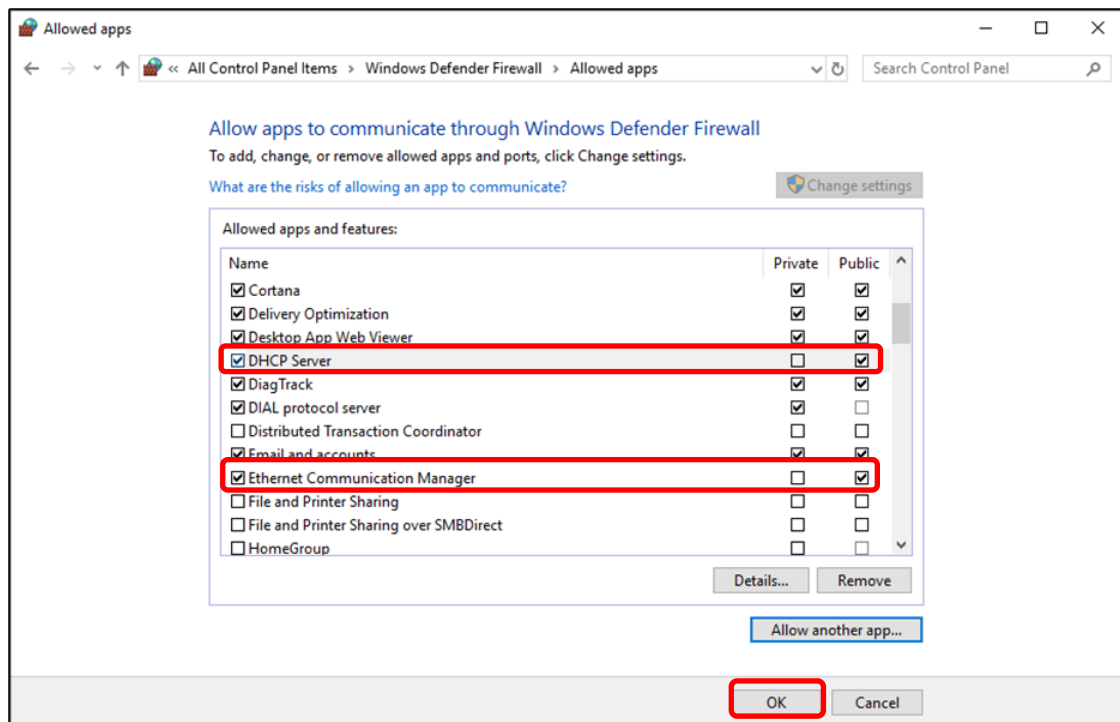 Allowed apps
« All Control Panel Items > Windows Defender Firewall > Allowed apps
Search Control Panel
Allow apps to communicate through Windows Defender Firewall
To add, change, or remove allowed apps and ports, click Change settings.
What are the risks of allowing an app to communicate?
Change settings
Allowed apps and features:
Name Private Public
Cortana
Delivery Optimization
Desktop App Web Viewer
DHCP Server
DiagTrack
DIAL protocol server
Distributed Transaction Coordinator
Email and accounts
Ethernet Communication Manager
File and Printer Sharing
File and Printer Sharing over SMBDirect
HomeGroup
Details... Remove
Allow another app...
OK Cancel